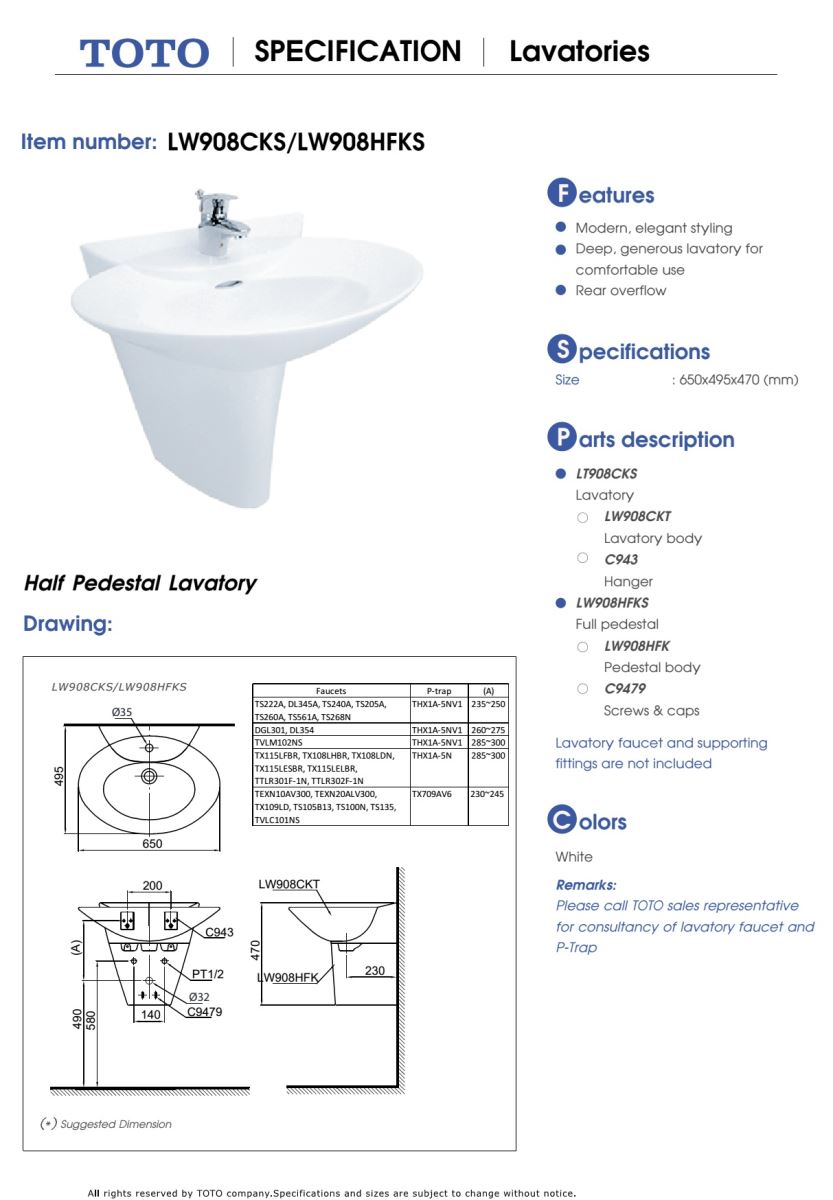 TOTO SPECIFICATION Lavatories
Item number: LW908CKS/LW908HFKS
Features
Modern, elegant styling
Deep, generous lavatory for
comfortable use
Rear overflow
Specifications
Size : 650x495x470 (mm)
Parts description
LT908CKS
Lavatory
LW908CKT
Lavatory body
C943
Hanger
LW908HFKS
Full pedestal
LW908HFK
Pedestal body
C9479
Screws & caps
Lavatory faucet and supporting
fittings are not included
Colors
White
Remarks:
Please call TOTO sales representative
for consultancy of lavatory faucet and
P-Trap
Half Pedestal Lavatory
Drawing:
LW908CKS/LW908HFKS
Faucets P-trap (A)
TS222A, DL345A, TS240A, TS205A, THX1A-5NV1 235~250
TS260A, TS561A, TS268N
DGL301, DL354 THX1A-5NV1 260~275
TVLM102NS THX1A-5NV1 285~300
TX115LFBR, TX108LHBR, TX108LDN, THX1A-5N 285~300
TX115LESBR, TX115LELBR,
TTLR301F-1N, TTLR302F-1N
TEXN10AV300, TEXN20ALV300, TX709AV6 230~245
TX109LD, TS105B13, TS100N, TS135,
TVLC101NS
Ø35
495
650
200
C943
(A)
PT1/2
Ø32
C9479
140
490
580
LW908CKT
470
LW908HFK
230
(*) Suggested Dimension
All rights reserved by TOTO company.Specifications and sizes are subject to change without notice.